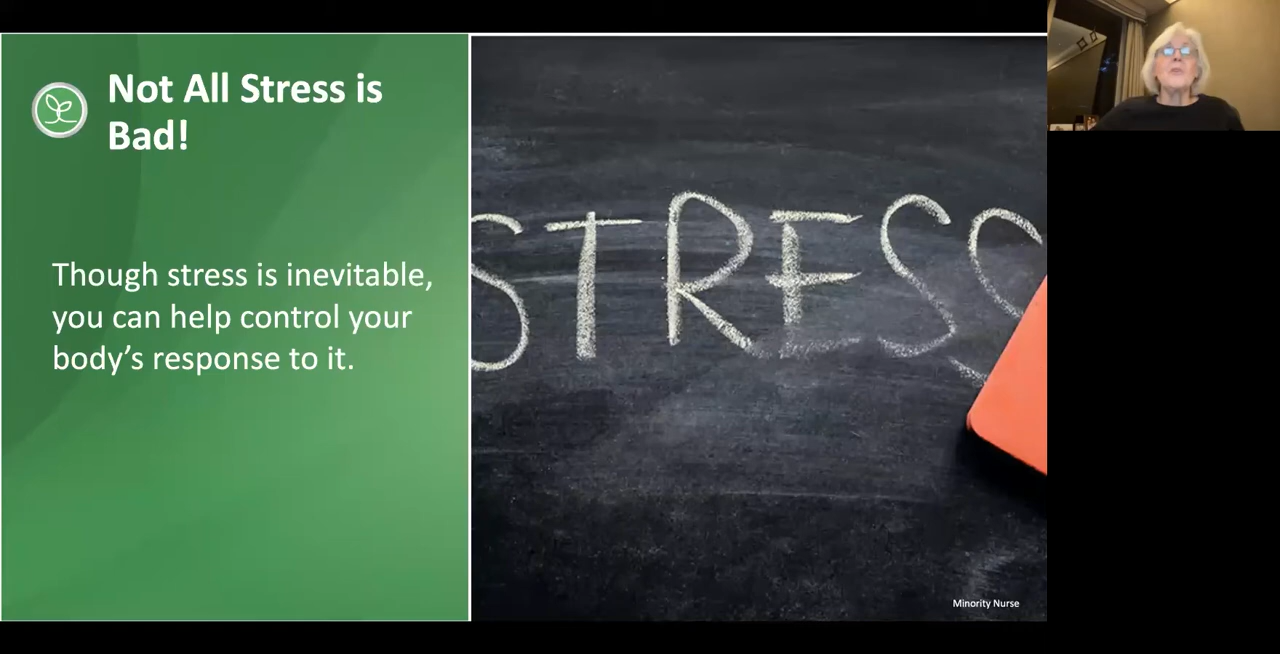 Not All Stress is
Bad!
Though stress is inevitable,
you can help control your
body’s response to it.
STRESS
Minority Nurse